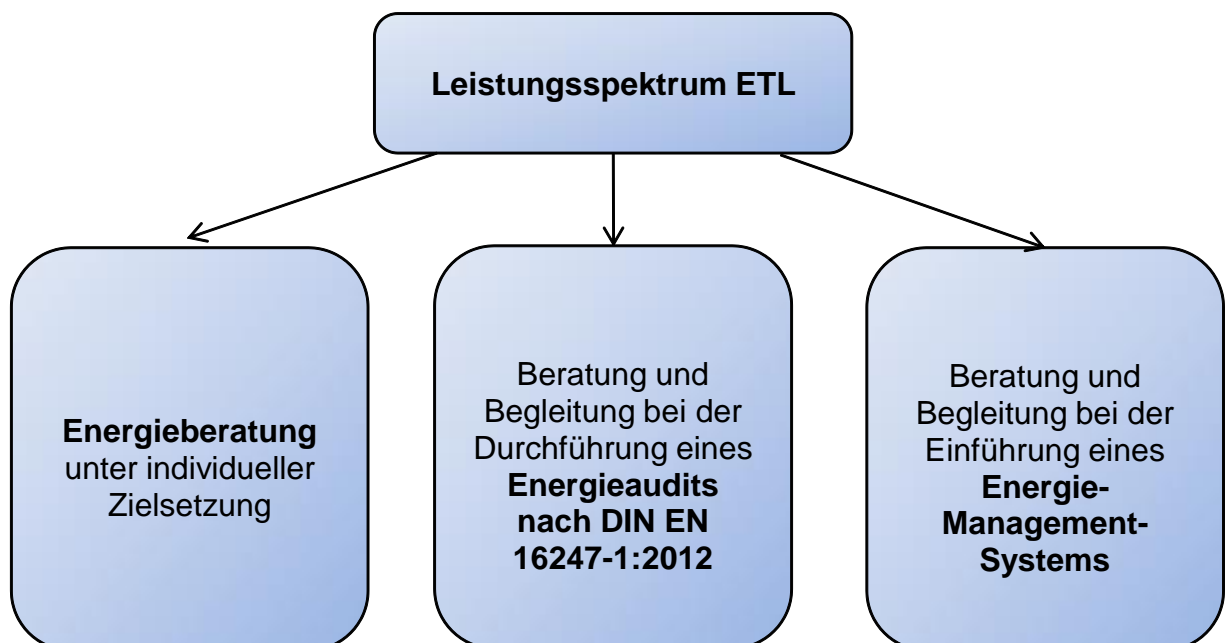 Leistungsspektrum ETL
Energieberatung
unter individueller
Zielsetzung
Beratung und
Begleitung bei der
Durchführung eines
Energieaudits
nach DIN EN
16247-1:2012
Beratung und
Begleitung bei der
Einführung eines
Energie-
Management-
Systems